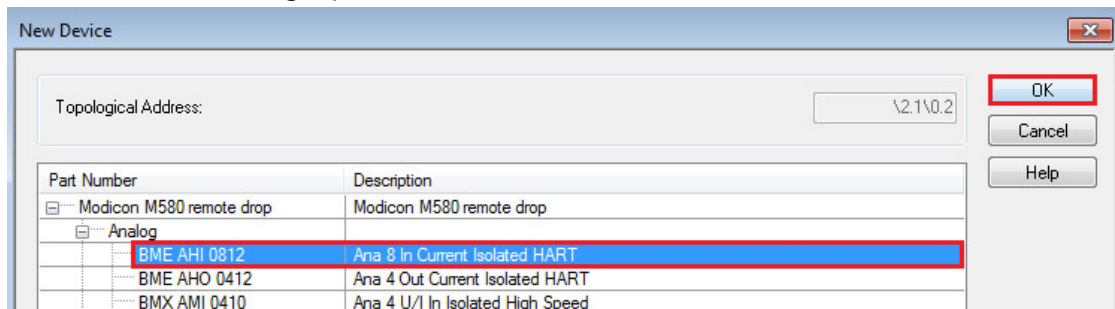 New Device
Topological Address:
\2.1\0.2
OK
Cancel
Help
Part Number Description
Modicon M580 remote drop Modicon M580 remote drop
Analog
BME AHI 0812 Ana 8 In Current Isolated HART
BME AHO 0412 Ana 4 Out Current Isolated HART
BMX AMI 0410 Ana 4 U/I In Isolated High Speed